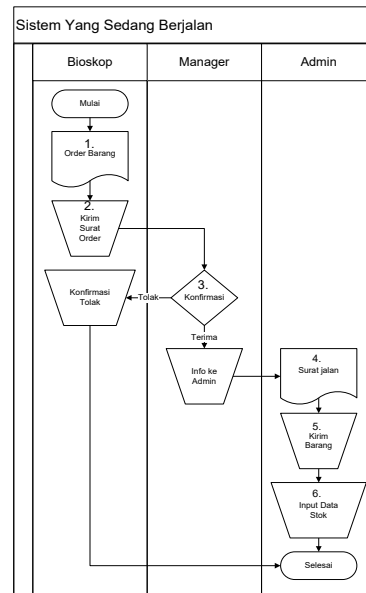 Sistem Yang Sedang Berjalan
Bioskop
Manager
Admin
Mulai
1.
Order Barang
2.
Kirim
Surat
Order
3.
Konfirmasi
Tolak
Konfirmasi
Tolak
Terima
Info ke
Admin
4.
Surat jalan
5.
Kirim
Barang
6.
Input Data
Stok
Selesai